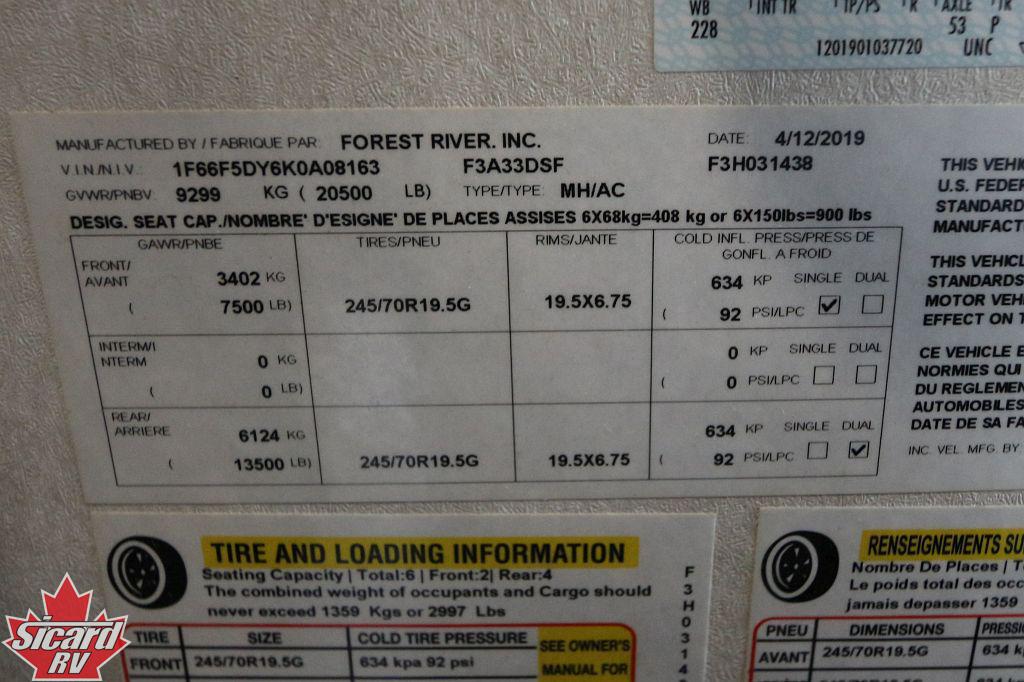 WB INT TR TP/PS R AXLE TR
228 53 P
1201901037720 UNC
MANUFACTURED BY / FABRIQUE PAR: FOREST RIVER. INC. DATE: 4/12/2019
V.I.N./N.I.V.: 1F66F5DY6K0A08163 F3A33DSF F3H031438
GVWR/PNBV: 9299 KG ( 20500 LB) TYPE/TYPE: MH/AC
DESIG. SEAT CAP./NOMBRE' D'ESIGNE' DE PLACES ASSISES 6X68kg=408 kg or 6X150lbs=900 lbs
GAWR/PNBE TIRES/PNEU RIMS/JANTE COLD INFL. PRESS/PRESS DE
GONFL. A FROID
FRONT/
AVANT 3402 KG 634 KP SINGLE DUAL
( 7500 LB) 245/70R19.5G 19.5X6.75 ( 92 PSI/LPC
INTERM/I
NTERM 0 KG 0 KP SINGLE DUAL
( 0 LB) ( 0 PSI/LPC
REAR/
ARRIERE 6124 KG 634 KP SINGLE DUAL
( 13500 LB) 245/70R19.5G 19.5X6.75 ( 92 PSI/LPC
THIS VEHI
U.S. FEDER
STANDARD
MANUFACT
THIS VEHICL
STANDARDS
MOTOR VEH
EFFECT ON T
CE VEHICLE E
NORMIES QUI
DU REGLEMEN
AUTOMOBILES
DATE DE SA FA
INC. VEL. MFG. BY
TIRE AND LOADING INFORMATION
Seating Capacity | Total:6 | Front:2| Rear:4
The combined weight of occupants and Cargo should
never exceed 1359 Kgs or 2997 Lbs
TIRE SIZE COLD TIRE PRESSURE SEE OWNER'S
FRONT 245/70R19.5G 634 kpa 92 psi MANUAL FOR
F3H0314
RENSEIGNEMENTS SU
Nombre De Places | T
Le poids total des occ
jamais depasser 1359
PNEU DIMENSIONS PRESSI
AVANT 245/70R19.5G 634 k
Sicard
RV